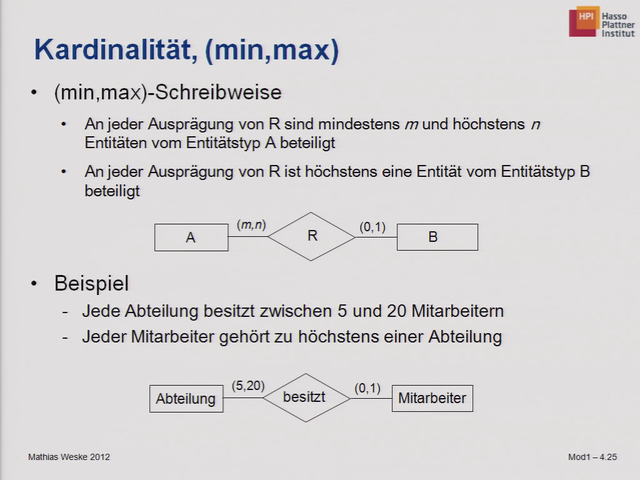 HPI Hasso
Plattner
Institut
Kardinalität, (min,max)
• (min,max)-Schreibweise
• An jeder Ausprägung von R sind mindestens m und höchstens n
Entitäten vom Entitätstyp A beteiligt
• An jeder Ausprägung von R ist höchstens eine Entität vom Entitätstyp B
beteiligt
A (m,n) R (0,1) B
• Beispiel
- Jede Abteilung besitzt zwischen 5 und 20 Mitarbeitern
- Jeder Mitarbeiter gehört zu höchstens einer Abteilung
Abteilung (5,20) besitzt (0,1) Mitarbeiter
Mathias Weske 2012 Mod1 – 4.25